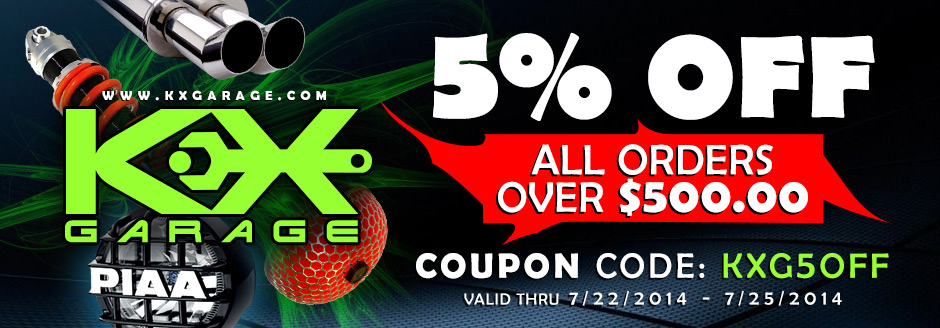 WWW.KXGARAGE.COM
KX
GARAGE
PIAA
5% OFF
ALL ORDERS
OVER $500.00
COUPON CODE: KXG5OFF
VALID THRU 7/22/2014 - 7/25/2014